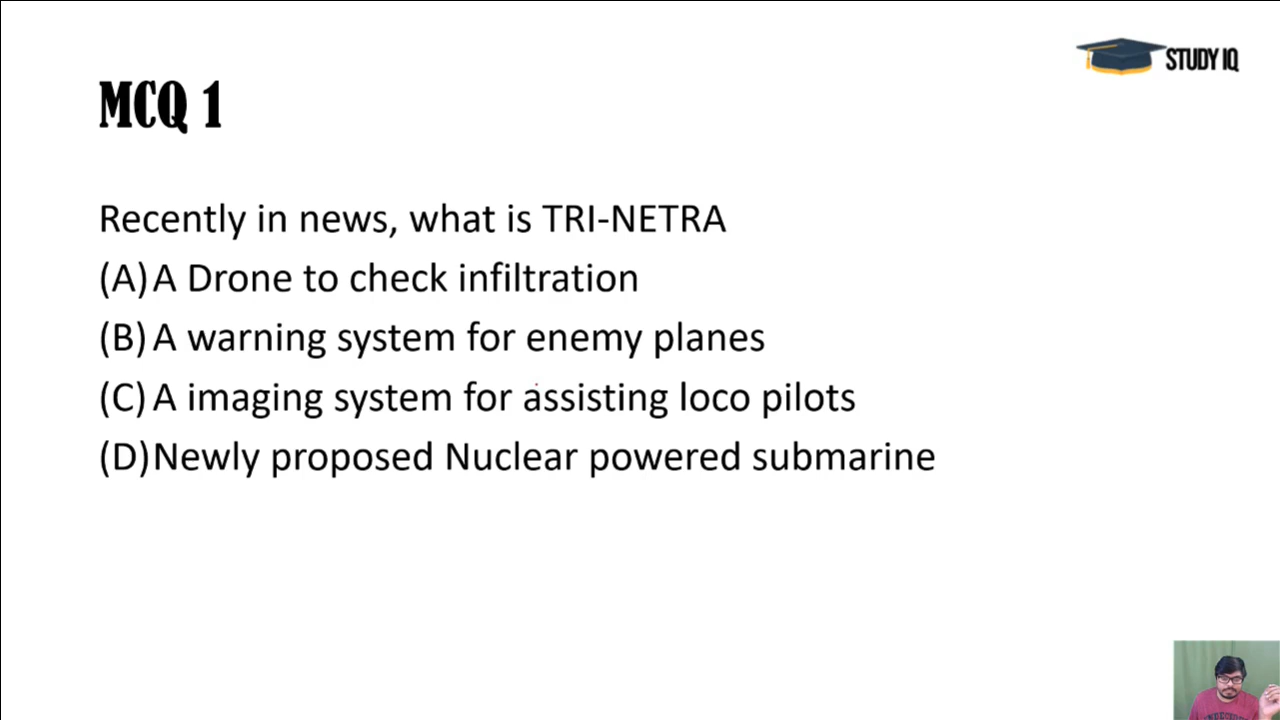 STUDY IQ
MCQ 1
Recently in news, what is TRI-NETRA
(A) A Drone to check infiltration
(B) A warning system for enemy planes
(C) A imaging system for assisting loco pilots
(D) Newly proposed Nuclear powered submarine